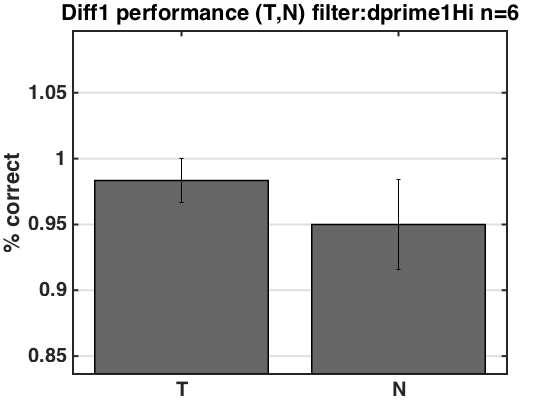 Diff1 performance (T,N) filter:dprime1Hi n=6
% correct
1.05
1
0.95
0.9
0.85
T N